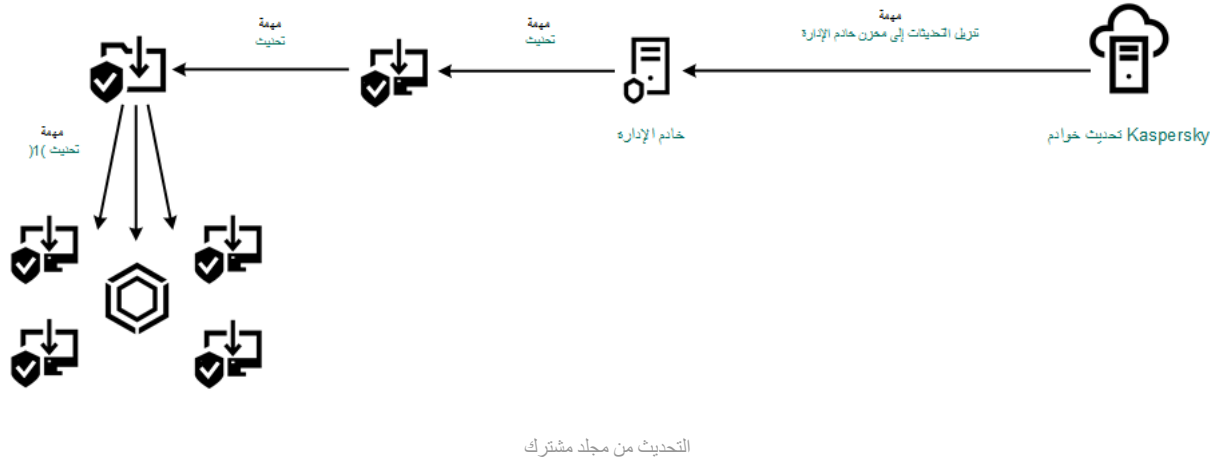 مهمة
تنزيل التحديثات إلى مخزن خادم الإدارة
مهمة
تحديث
مهمة
تحديث
Kaspersky تحديث خوادم
خادم الإدارة
مهمة
تحديث )1(
التحديث من مجلد مشترك